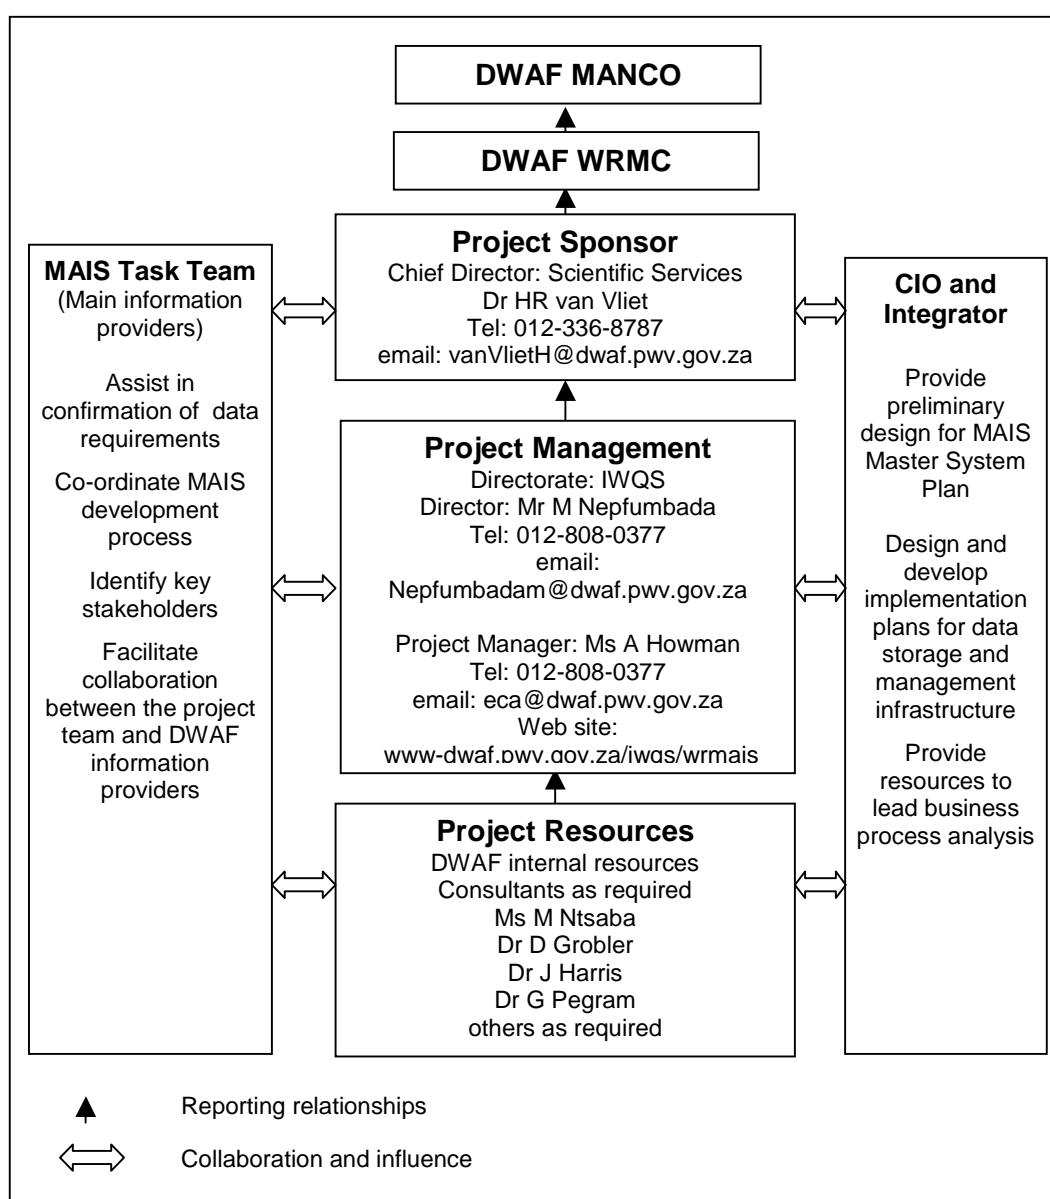 DWAF MANCO
DWAF WRMC
Project Sponsor
Chief Director: Scientific Services
Dr HR van Vliet
Tel: 012-336-8787
email: vanVlietH@dwaf.pwv.gov.za
MAIS Task Team
(Main information
providers)
Assist in
confirmation of data
requirements
Co-ordinate MAIS
development
process
Identify key
stakeholders
Facilitate
collaboration
between the project
team and DWAF
information
providers
Project Management
Directorate: IWQS
Director: Mr M Nepfumbada
Tel: 012-808-0377
email:
Nepfumbadam@dwaf.pwv.gov.za
Project Manager: Ms A Howman
Tel: 012-808-0377
email: eca@dwaf.pwv.gov.za
Web site:
www-dwaf.pwv.gov.za/iwqs/wrmais
CIO and
Integrator
Provide
preliminary
design for MAIS
Master System
Plan
Design and
develop
implementation
plans for data
storage and
management
infrastructure
Provide
resources to
lead business
process analysis
Project Resources
DWAF internal resources
Consultants as required
Ms M Ntsaba
Dr D Grobler
Dr J Harris
Dr G Pegram
others as required
Reporting relationships
Collaboration and influence